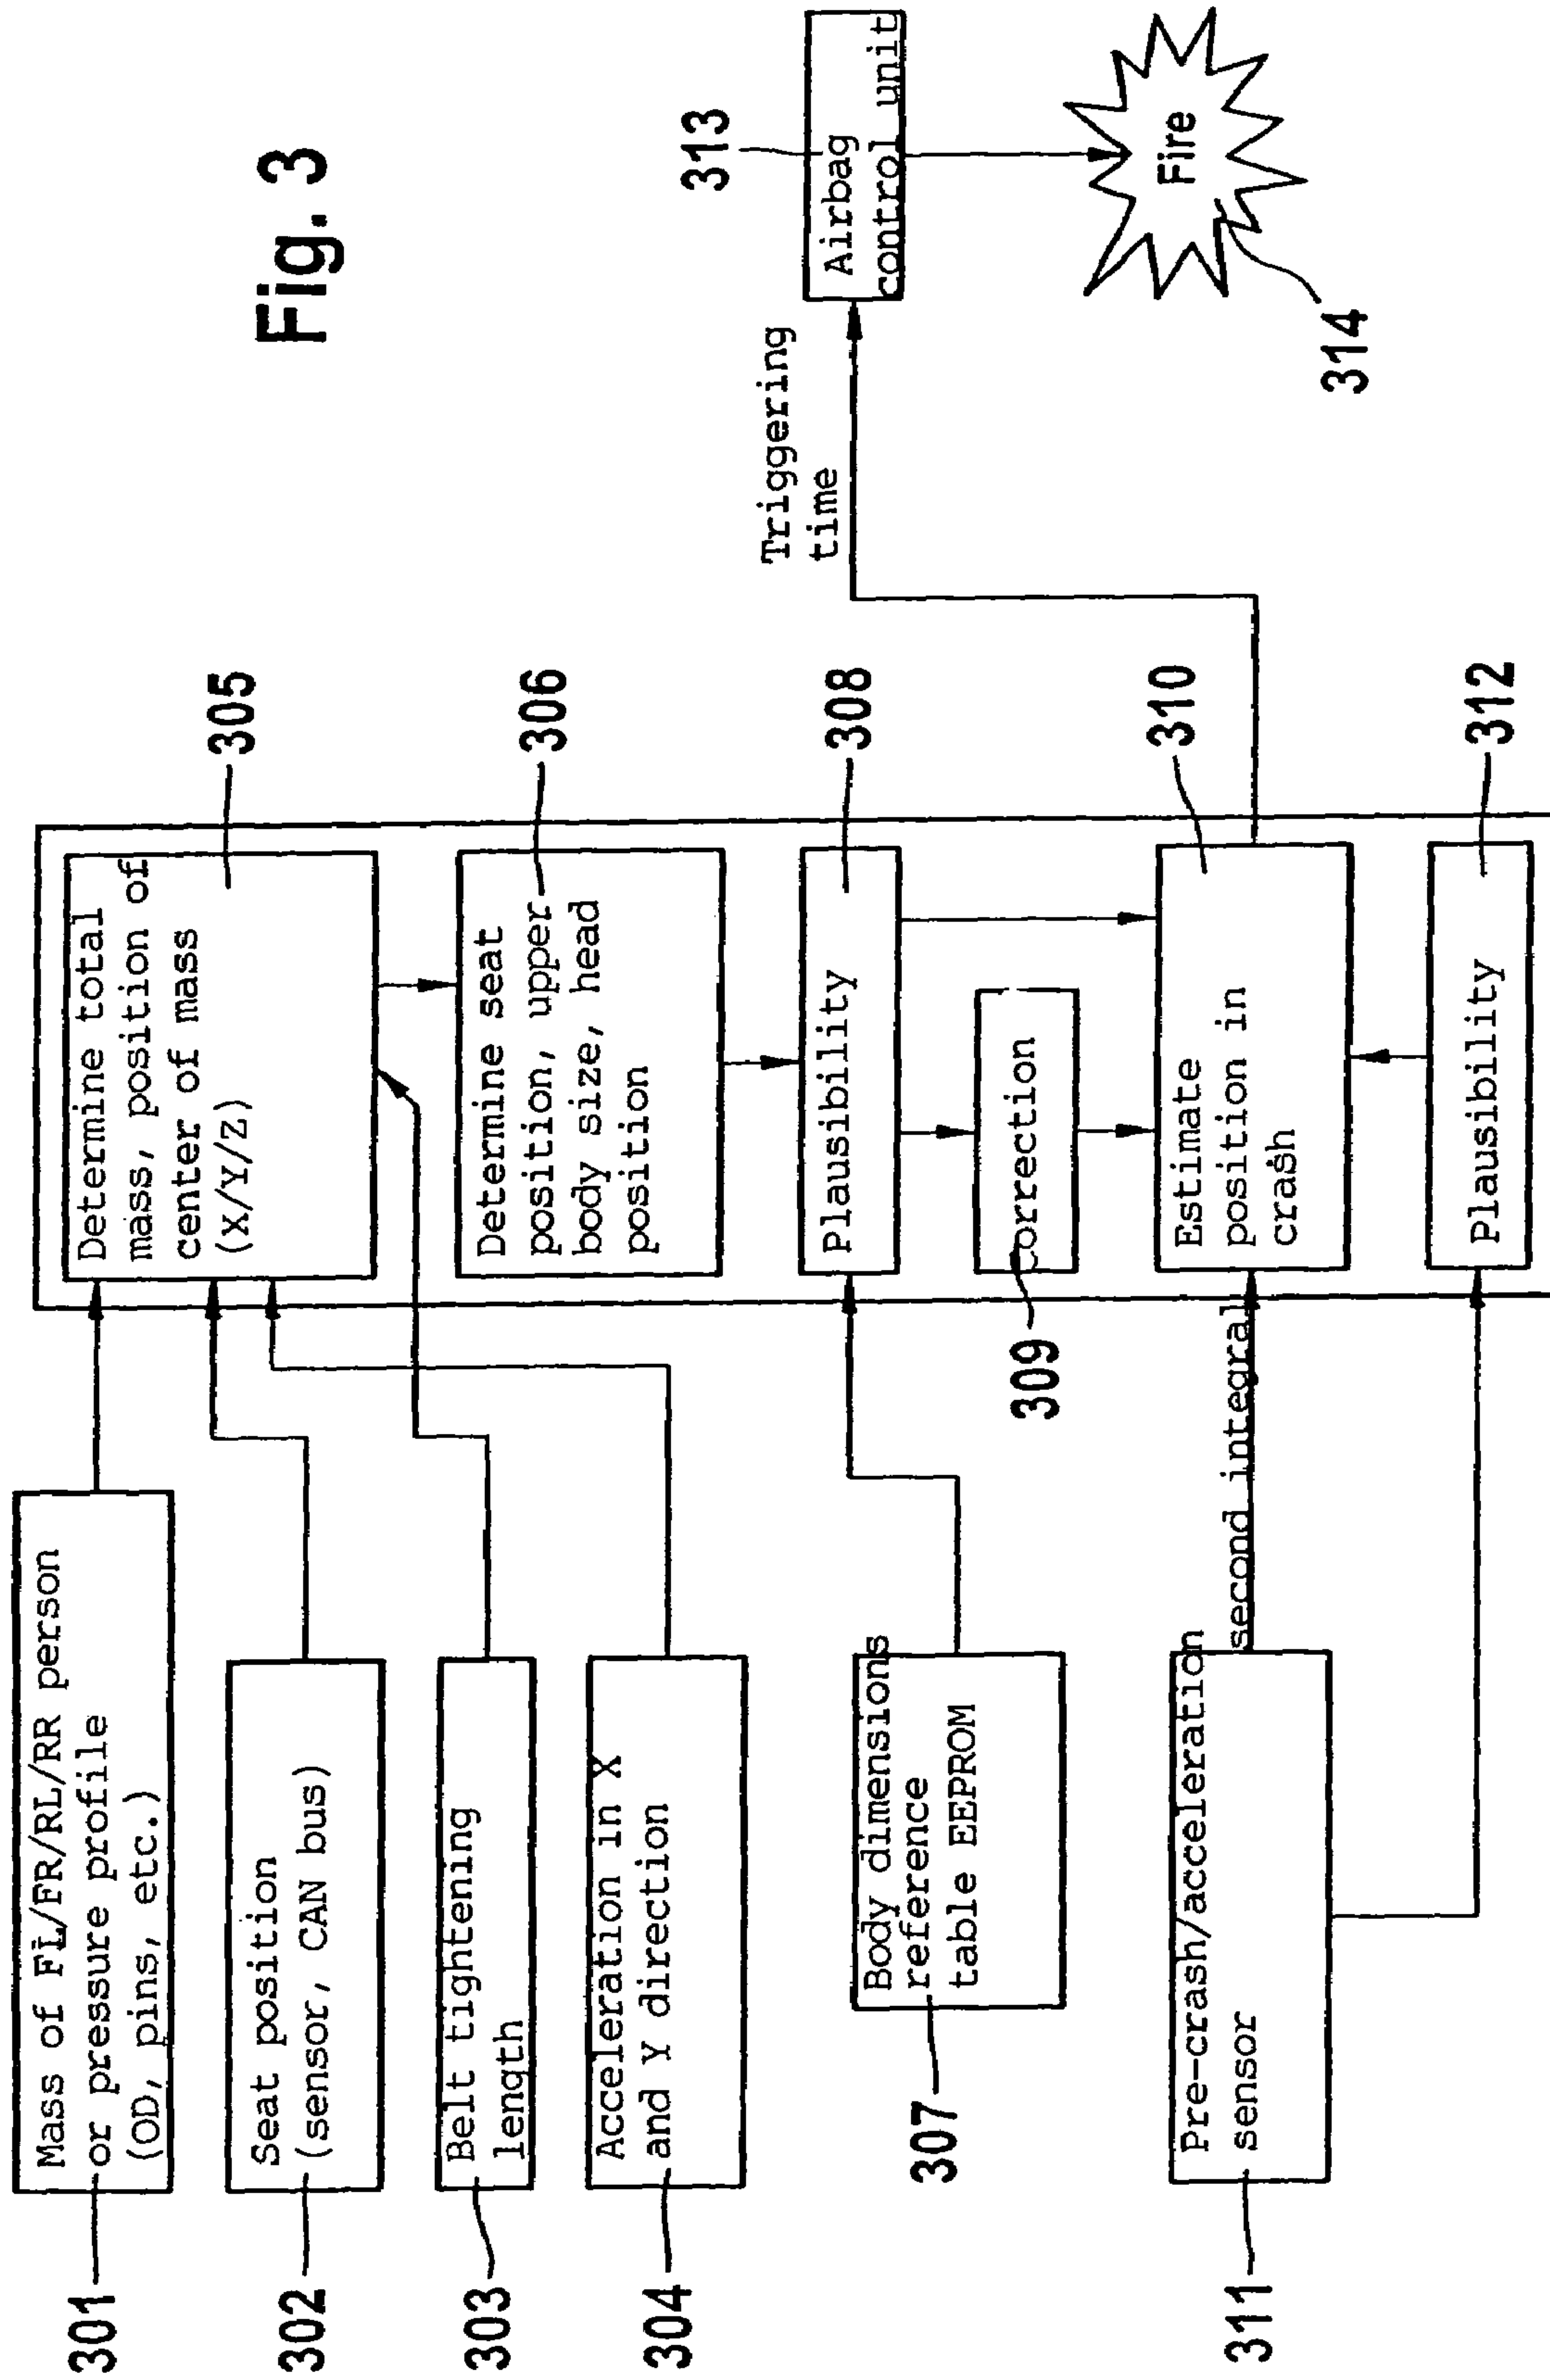 Fig. 3
301
Mass of FL/FR/RL/RR person
or pressure profile
(OD, pins, etc.)
302
Seat position
(sensor, CAN bus)
303
Belt tightening
length
304
Acceleration in X
and Y direction
305
Determine total
mass, position of
center of mass
(X/Y/Z)
306
Determine seat
position, upper
body size, head
position
307
Body dimensions
reference
table EEPROM
308
Plausibility
309
correction
310
Estimate
position in
crash
311
Pre-crash/acceleration
sensor
second integral
312
Plausibility
Triggering
time
313
Airbag
control unit
Fire
314